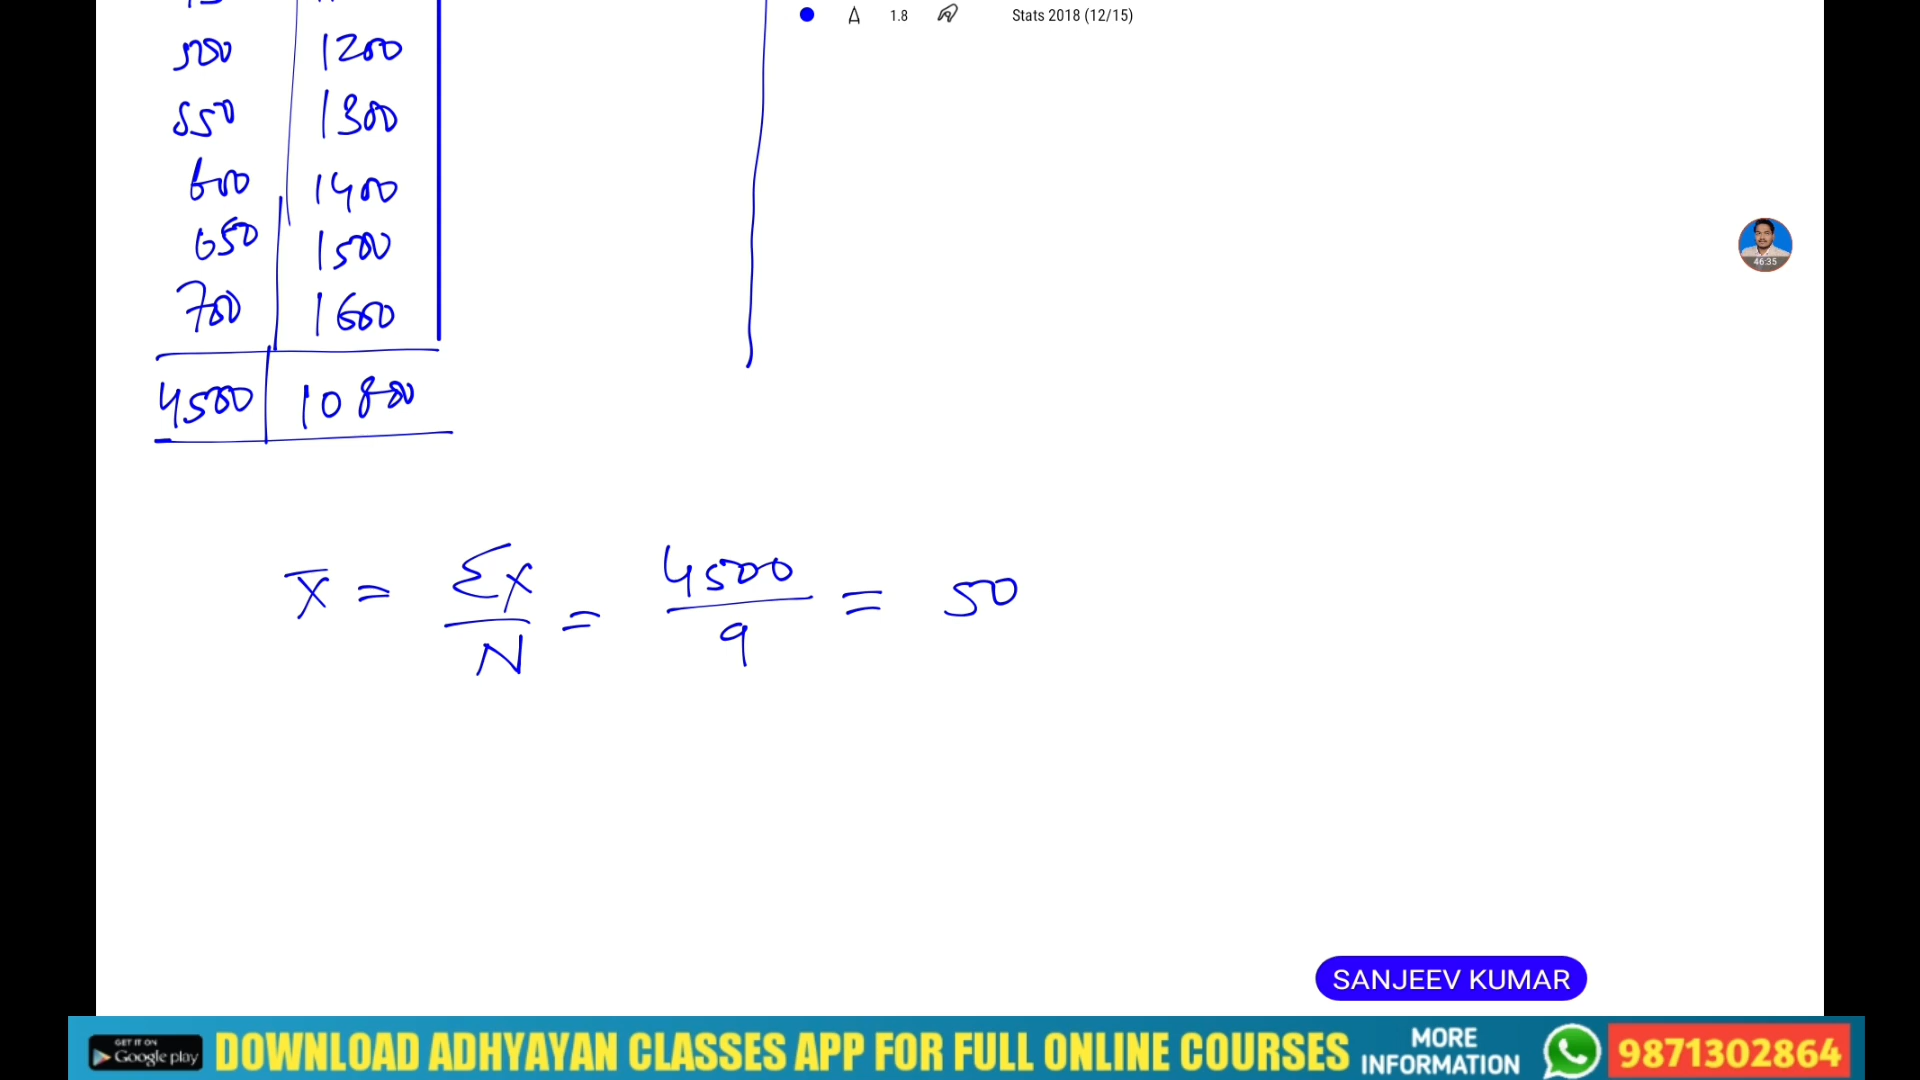 1.8 Stats 2018 (12/15)
500 1200
550 1300
600 1400
650 1500
700 1600
4500 10800
46:35
X̄ = ΣX/N = 4500/9 = 50
SANJEEV KUMAR
GET IT ON
Google play
DOWNLOAD ADHYAYAN CLASSES APP FOR FULL ONLINE COURSES
MORE
INFORMATION
9871302864